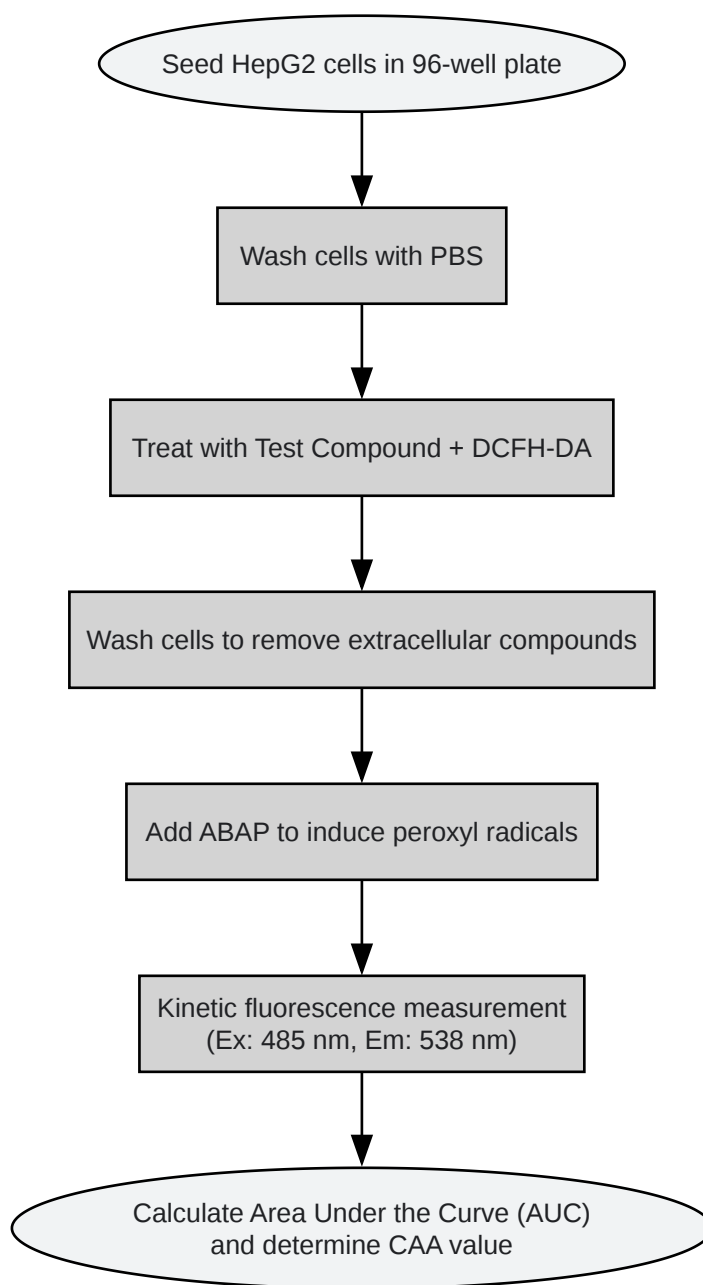 Seed HepG2 cells in 96-well plate
Wash cells with PBS
Treat with Test Compound + DCFH-DA
Wash cells to remove extracellular compounds
Add ABAP to induce peroxyl radicals
Kinetic fluorescence measurement
(Ex: 485 nm, Em: 538 nm)
Calculate Area Under the Curve (AUC)
and determine CAA value